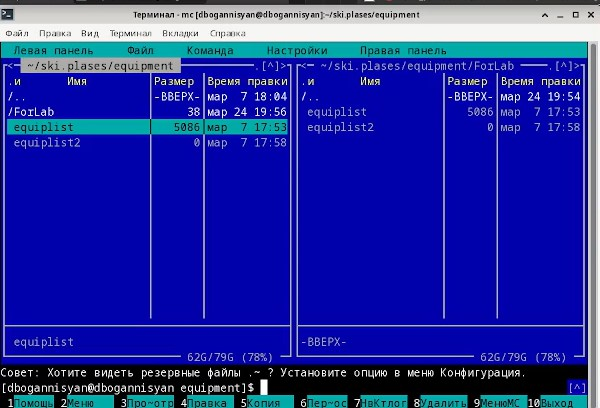 Терминал - mc [dbogannisyan@dbogannisyan]:~/ski.plases/equipment
Файл Правка Вид Терминал Вкладки Справка
Левая панель Файл Команда Настройки Правая панель
<─ ~/ski.plases/equipment .[^]> <─ ~/ski.plases/equipment/ForLab .[^]>
.и Имя Размер Время правки .и Имя Размер Время правки
/.. -ВВЕРХ- мар 7 18:04 /.. -ВВЕРХ- мар 24 19:54
/ForLab 38 мар 24 19:56 equiplist 5086 мар 7 17:53
equiplist 5086 мар 7 17:53 equiplist2 0 мар 7 17:58
equiplist2 0 мар 7 17:58
equiplist -ВВЕРХ-
62G/79G (78%) 62G/79G (78%)
Совет: Хотите видеть резервные файлы .~ ? Установите опцию в меню Конфигурация.
[dbogannisyan@dbogannisyan equipment]$ [^]
1Помощь 2Меню 3Про~отр 4Правка 5Копия 6Пер~ос 7НвКтлог 8Удалить 9МенюМС 10Выход